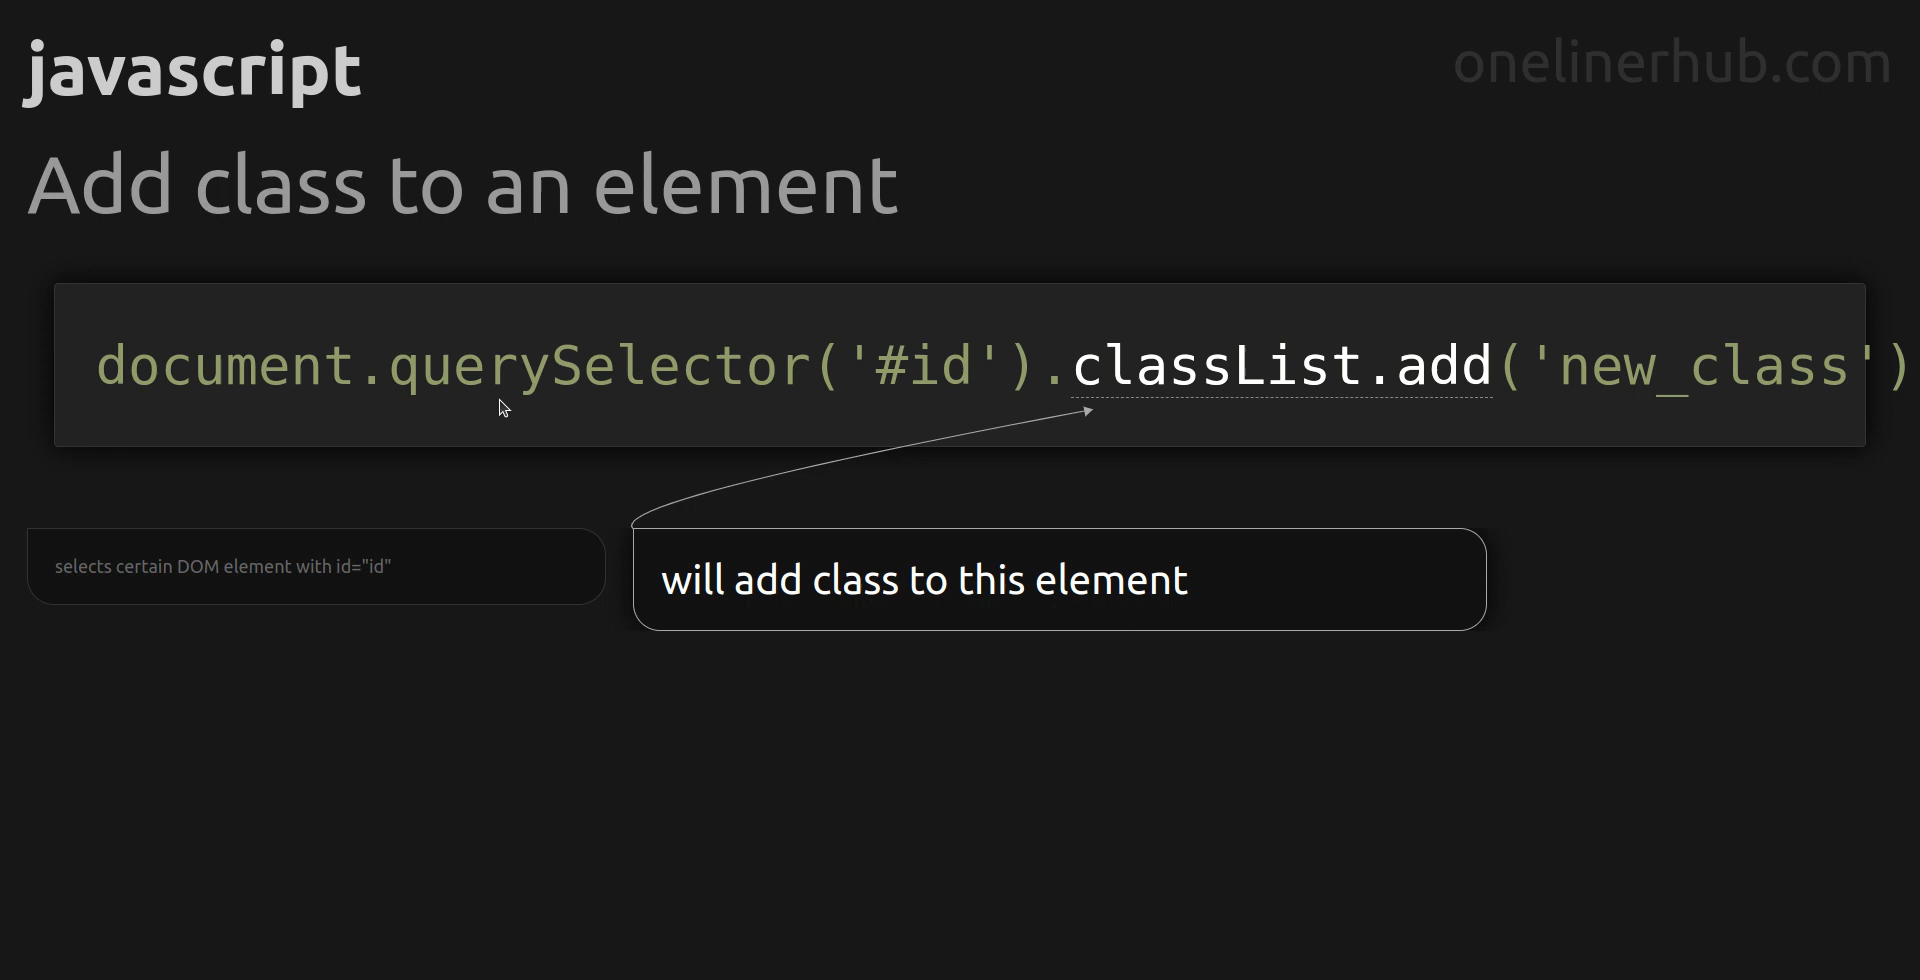 javascript
onelinerhub.com
Add class to an element
document.querySelector('#id').classList.add('new_class')
selects certain DOM element with id="id"
will add class to this element